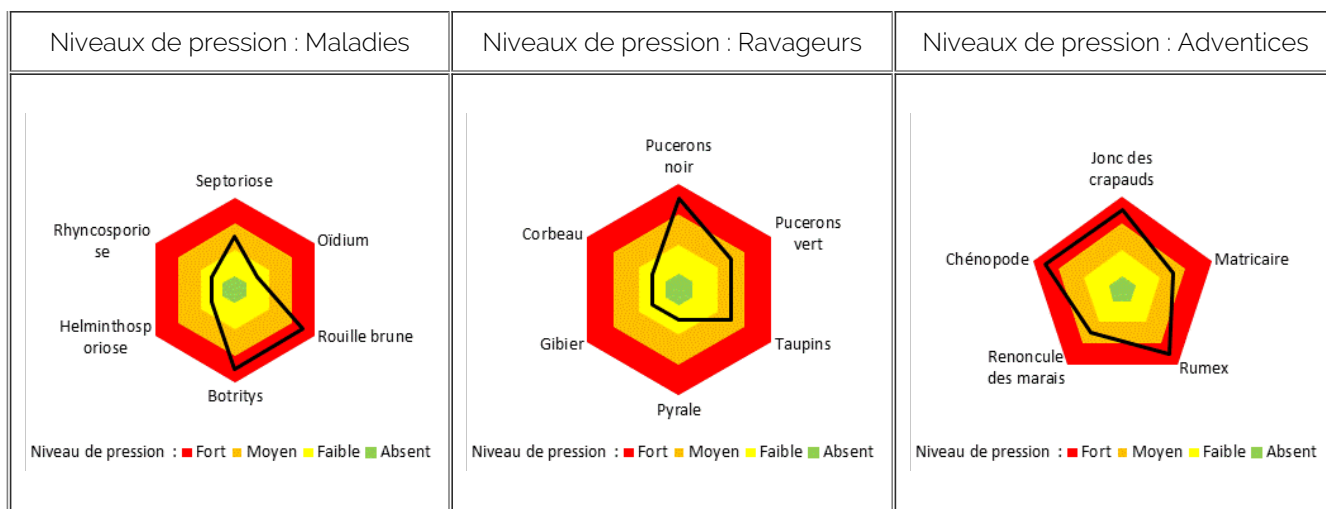 Niveaux de pression : Maladies
Niveaux de pression : Ravageurs
Niveaux de pression : Adventices
Septoriose
Oïdium
Rouille brune
Botritys
Helminthosp
oriose
Rhyncosporio
se
Niveau de pression : Fort Moyen Faible Absent
Pucerons
noir
Pucerons
vert
Taupins
Pyrale
Gibier
Corbeau
Niveau de pression : Fort Moyen Faible Absent
Jonc des
crapauds
Matricaire
Rumex
Renoncule
des marais
Chénopode
Niveau de pression : Fort Moyen Faible Absent